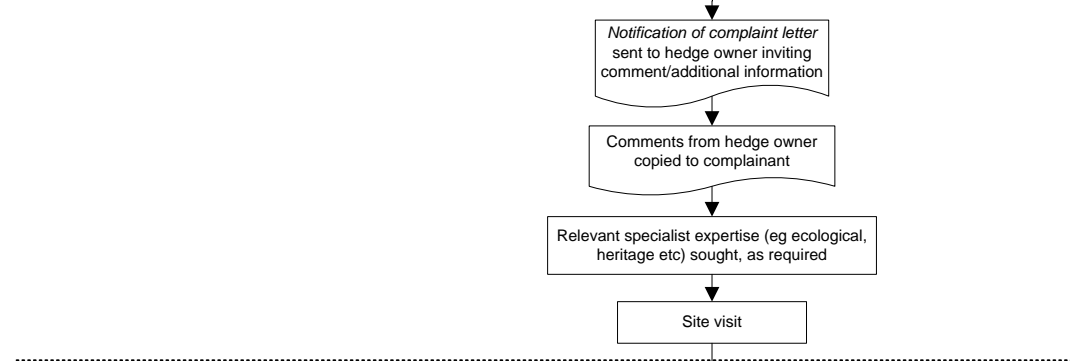 Notification of complaint letter
sent to hedge owner inviting
comment/additional information
Comments from hedge owner
copied to complainant
Relevant specialist expertise (eg ecological,
heritage etc) sought, as required
Site visit